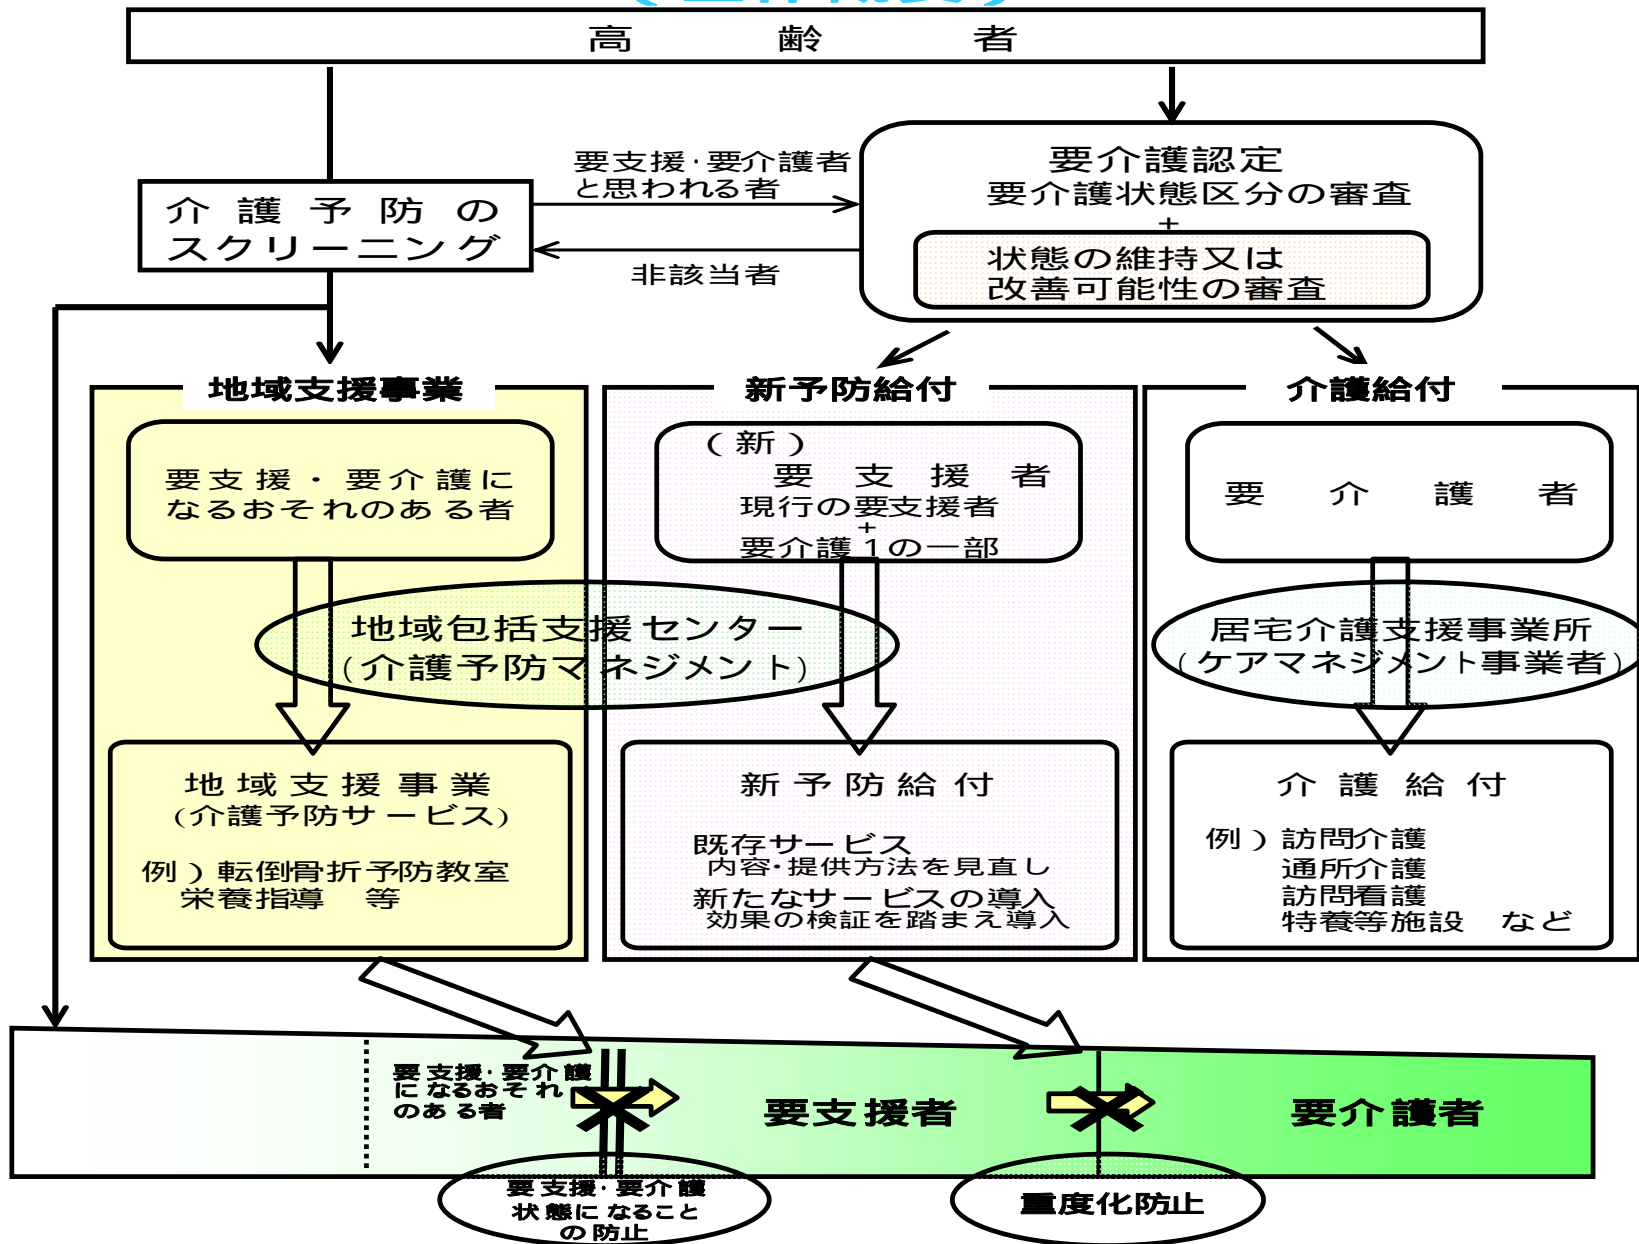 高齢者
要支援・要介護者
と思われる者
介護予防の
スクリーニング
非該当者
要介護認定
要介護状態区分の審査
+
状態の維持又は
改善可能性の審査
地域支援事業
要支援・要介護に
なるおそれのある者
新予防給付
(新)
要支援者
現行の要支援者
+
要介護1の一部
介護給付
要介護者
地域包括支援センター
(介護予防マネジメント)
居宅介護支援事業所
(ケアマネジメント事業者)
地域支援事業
(介護予防サービス)
例)転倒骨折予防教室
栄養指導 等
新予防給付
既存サービス
内容・提供方法を見直し
新たなサービスの導入
効果の検証を踏まえ導入
介護給付
例)訪問介護
通所介護
訪問看護
特養等施設 など
要支援・要介護
になるおそれ
のある者
要支援者
要介護者
要支援・要介護
状態になること
の防止
重度化防止